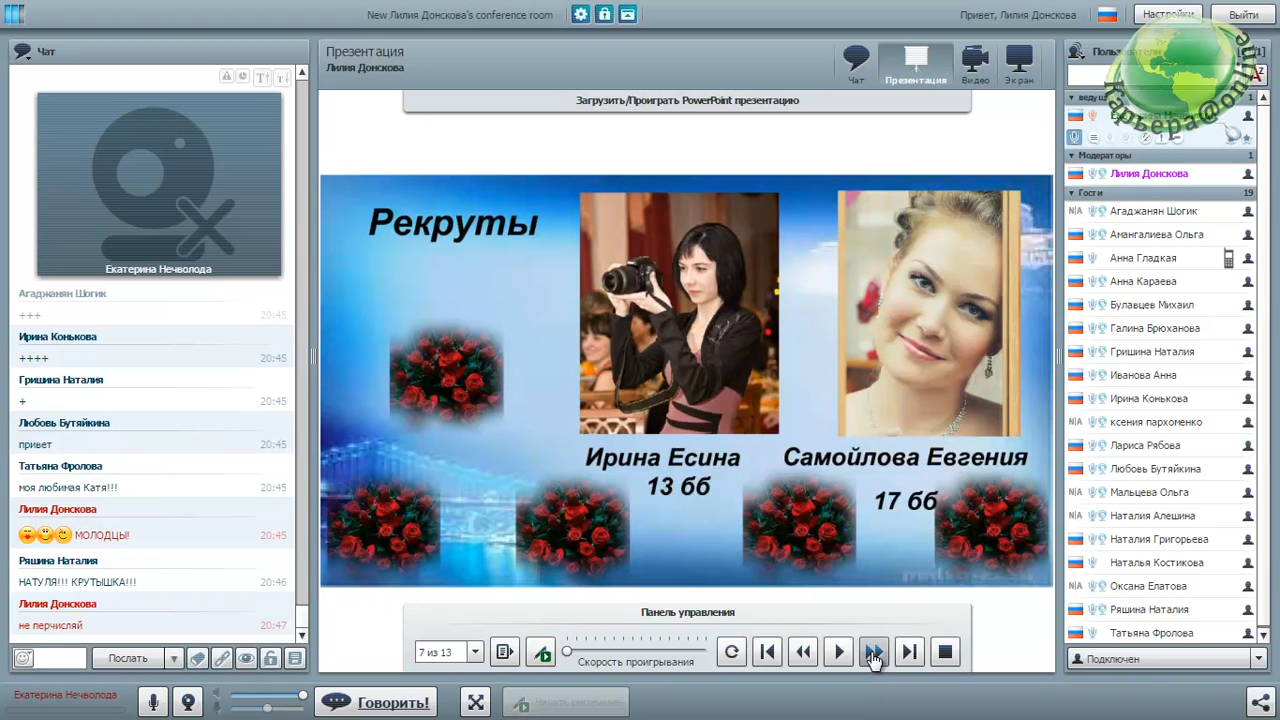 New Лилия Донскова's conference room
Привет, Лилия Донскова
Настройки
Выйти
Чат
Екатерина Нечволода
Агаджанян Шогик
+++ 20:45
Ирина Конькова
++++ 20:45
Гришина Наталия
+ 20:45
Любовь Бутяйкина
привет 20:45
Татьяна Фролова
моя любимая Катя!!! 20:45
Лилия Донскова
МОЛОДЦЫ! 20:45
Ряшина Наталия
НАТУЛЯ!!! КРУТЫШКА!!! 20:46
Лилия Донскова
не перчисляй 20:47
Послать
Екатерина Нечволода
Говорить!
Презентация
Лилия Донскова
Чат
Презентация
Видео
Экран
Загрузить/Проиграть PowerPoint презентацию
Рекруты
Ирина Есина
13 бб
Самойлова Евгения
17 бб
Панель управления
7 из 13
Скорость проигрывания
Карьера@online
Модераторы 1
Лилия Донскова
Гости 19
N/A Агаджанян Шогик
Амангалиева Ольга
Анна Гладкая
Анна Караева
Булавцев Михаил
Галина Брюханова
Гришина Наталия
Иванова Анна
Ирина Конькова
N/A ксения пархоменко
Лариса Рябова
Любовь Бутяйкина
N/A Мальцева Ольга
N/A Наталия Алешина
Наталия Григорьева
Наталья Костикова
N/A Оксана Елатова
Ряшина Наталия
Татьяна Фролова
Подключен